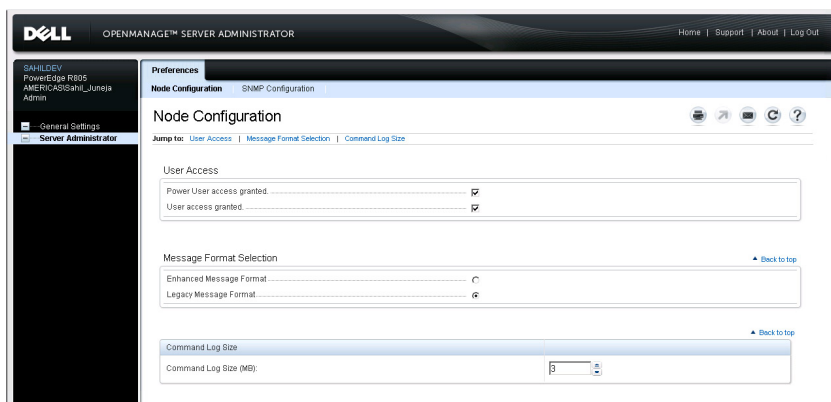 DELL
OPENMANAGE™ SERVER ADMINISTRATOR
Home | Support | About | Log Out
SAHILDEV
PowerEdge R805
AMERICAS\Sahil_Juneja
Admin
General Settings
Server Administrator
Preferences
Node Configuration SNMP Configuration
Node Configuration
?
Jump to: User Access | Message Format Selection | Command Log Size
User Access
Power User access granted.
User access granted.
Message Format Selection
Back to top
Enhanced Message Format
Legacy Message Format
Back to top
Command Log Size
Command Log Size (MB): 3